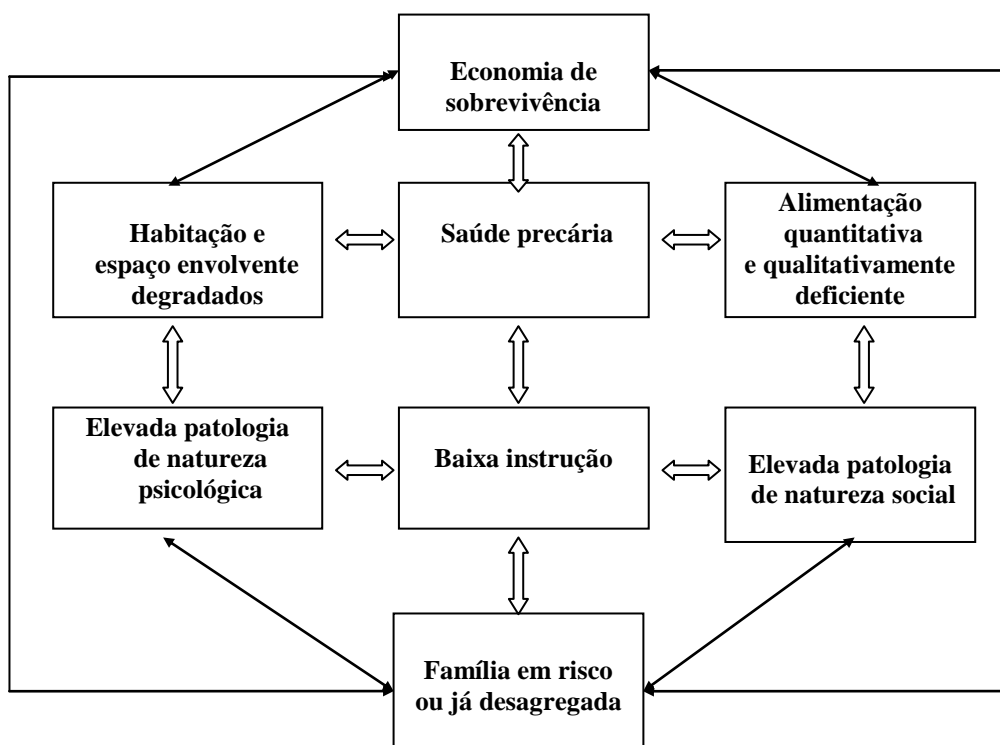 Economia de
sobrevivência
Habitação e
espaço envolvente
degradados
Saúde precária
Alimentação
quantitativa
e qualitativamente
deficiente
Elevada patologia
de natureza
psicológica
Baixa instrução
Elevada patologia
de natureza social
Família em risco
ou já desagregada